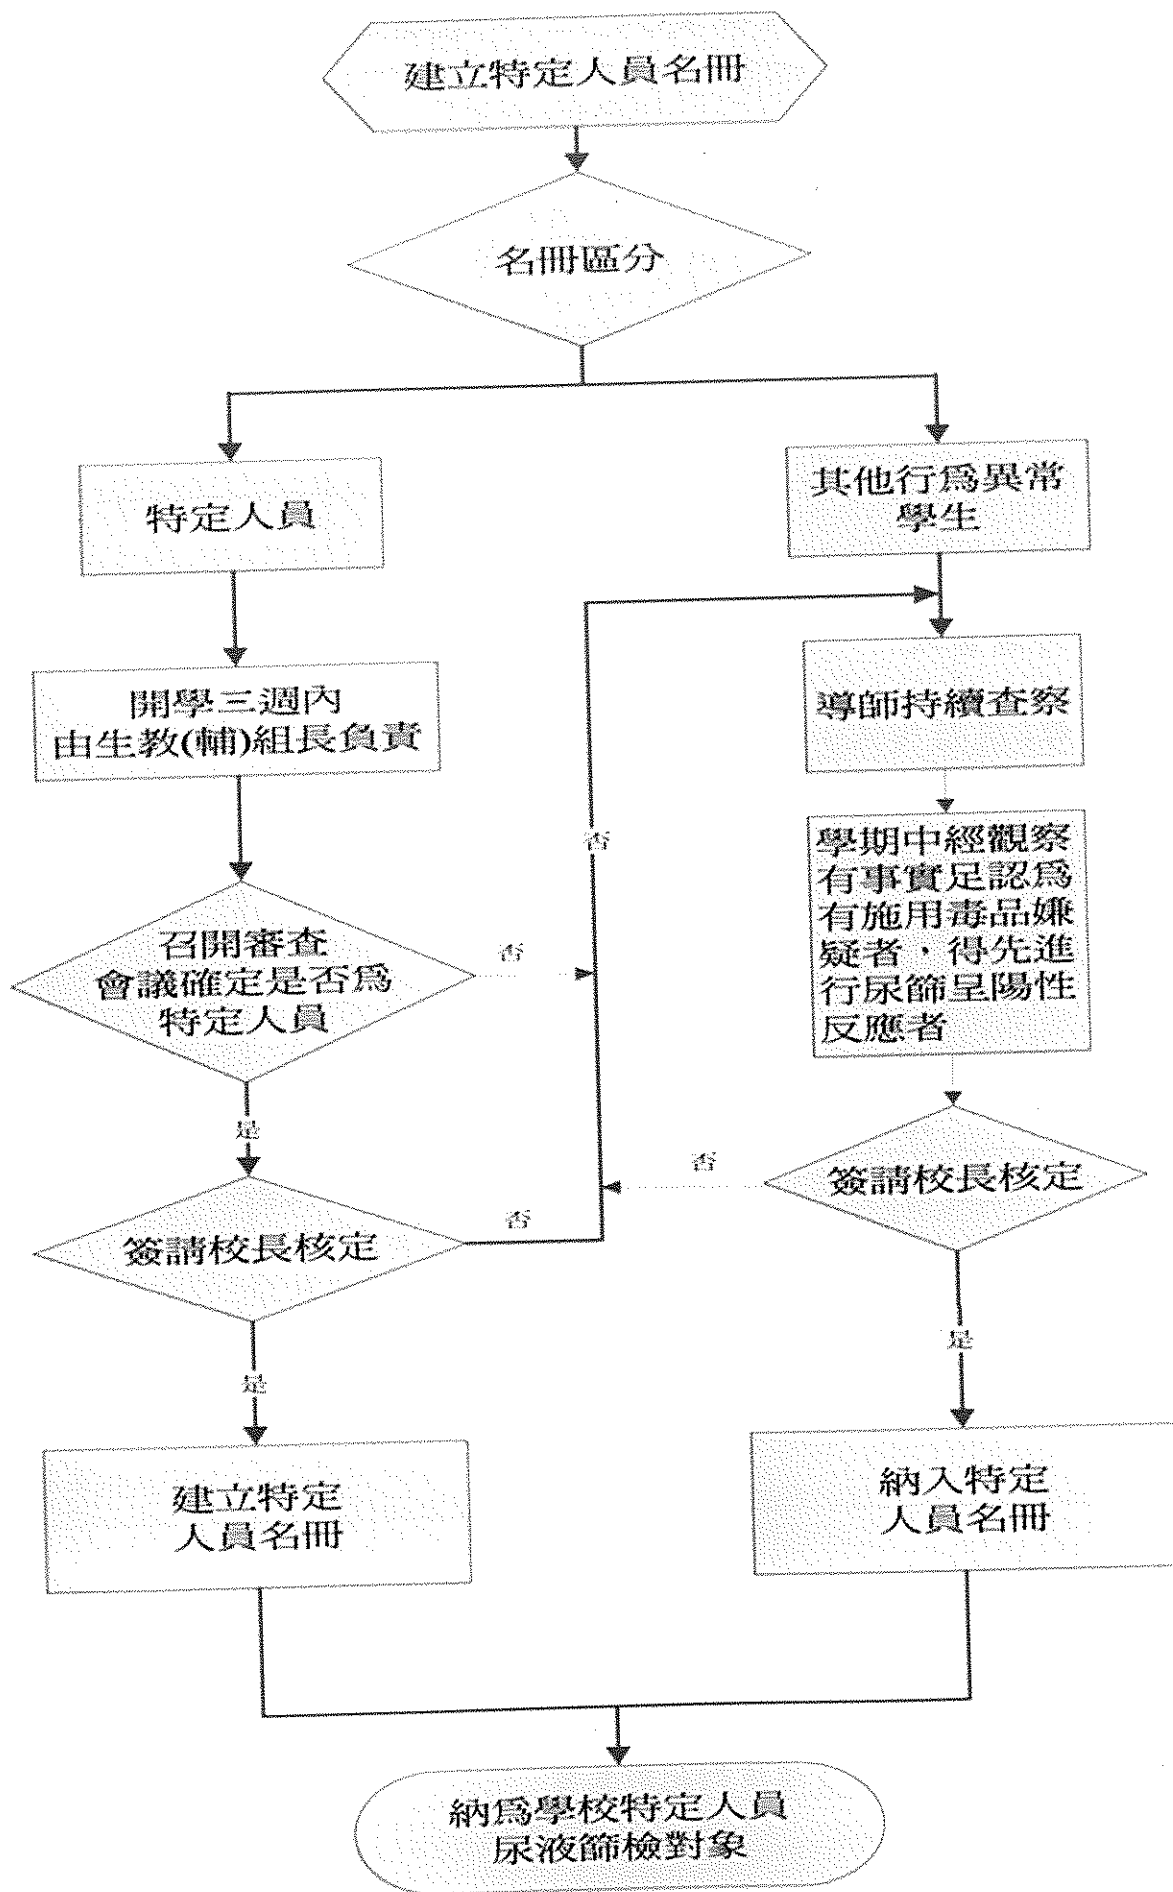 建立特定人員名冊
名冊區分
特定人員
其他行為異常
學生
開學三週內
由生教(輔)組長負責
導師持續查察
否
學期中經觀察
有事實足認為
有施用毒品嫌
疑者，得先進
行尿篩呈陽性
反應者
召開審查
會議確定是否為
特定人員
否
是
簽請校長核定
否
簽請校長核定
否
是
是
建立特定
人員名冊
納入特定
人員名冊
納為學校特定人員
尿液篩檢對象